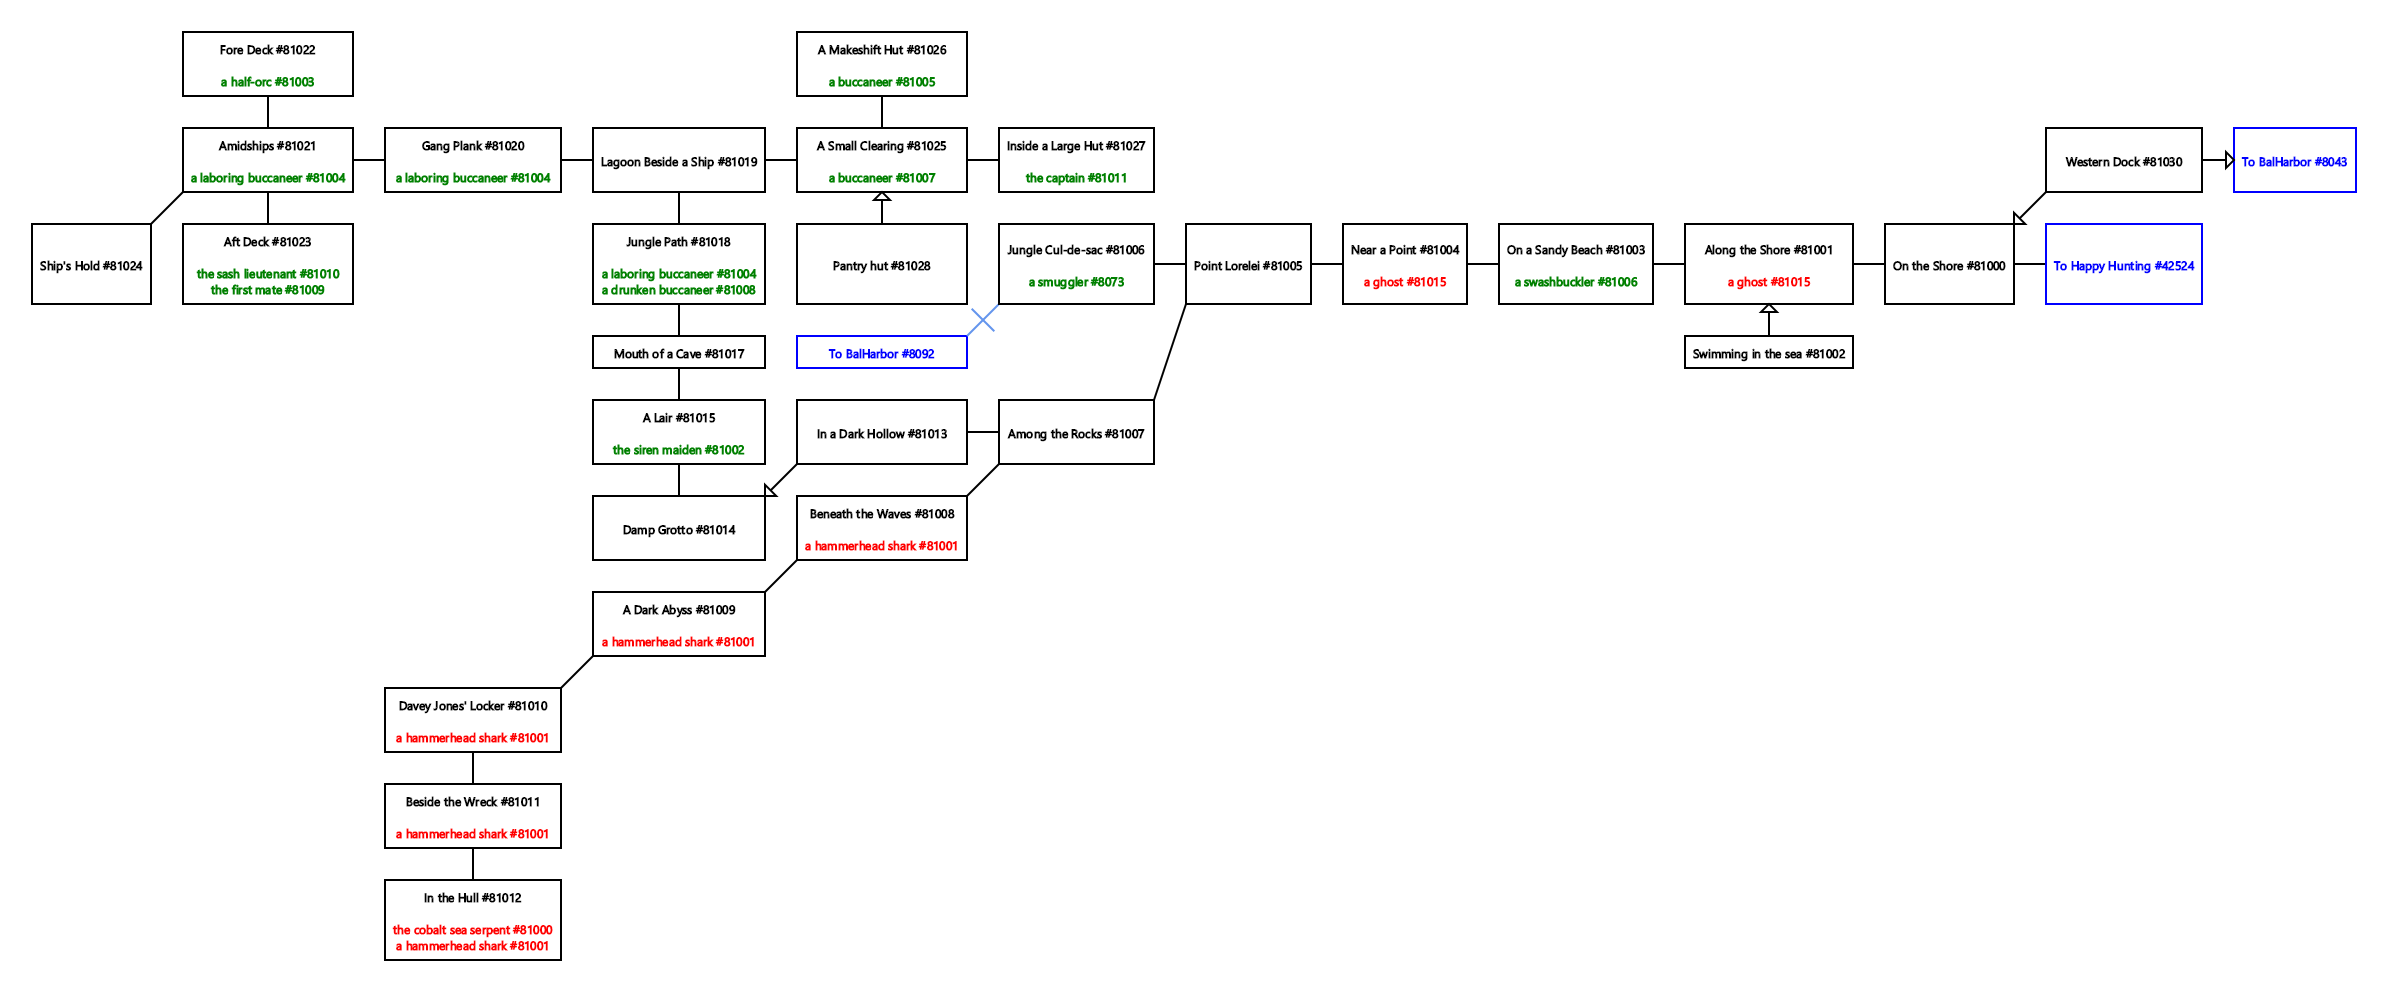 Fore Deck #81022
a half-orc #81003
A Makeshift Hut #81026
a buccaneer #81005
Amidships #81021
a laboring buccaneer #81004
Gang Plank #81020
a laboring buccaneer #81004
Lagoon Beside a Ship #81019
A Small Clearing #81025
a buccaneer #81007
Inside a Large Hut #81027
the captain #81011
Western Dock #81030
To BalHarbor #8043
Ship's Hold #81024
Aft Deck #81023
the sash lieutenant #81010
the first mate #81009
Jungle Path #81018
a laboring buccaneer #81004
a drunken buccaneer #81008
Pantry hut #81028
Jungle Cul-de-sac #81006
a smuggler #8073
Point Lorelei #81005
Near a Point #81004
a ghost #81015
On a Sandy Beach #81003
a swashbuckler #81006
Along the Shore #81001
a ghost #81015
On the Shore #81000
To Happy Hunting #42524
Mouth of a Cave #81017
To BalHarbor #8092
Swimming in the sea #81002
A Lair #81015
the siren maiden #81002
In a Dark Hollow #81013
Among the Rocks #81007
Damp Grotto #81014
Beneath the Waves #81008
a hammerhead shark #81001
A Dark Abyss #81009
a hammerhead shark #81001
Davey Jones' Locker #81010
a hammerhead shark #81001
Beside the Wreck #81011
a hammerhead shark #81001
In the Hull #81012
the cobalt sea serpent #81000
a hammerhead shark #81001